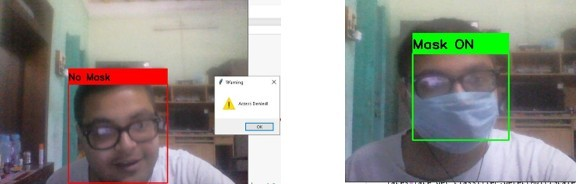 No Mask
Warning
Access Denied!
OK
Mask ON